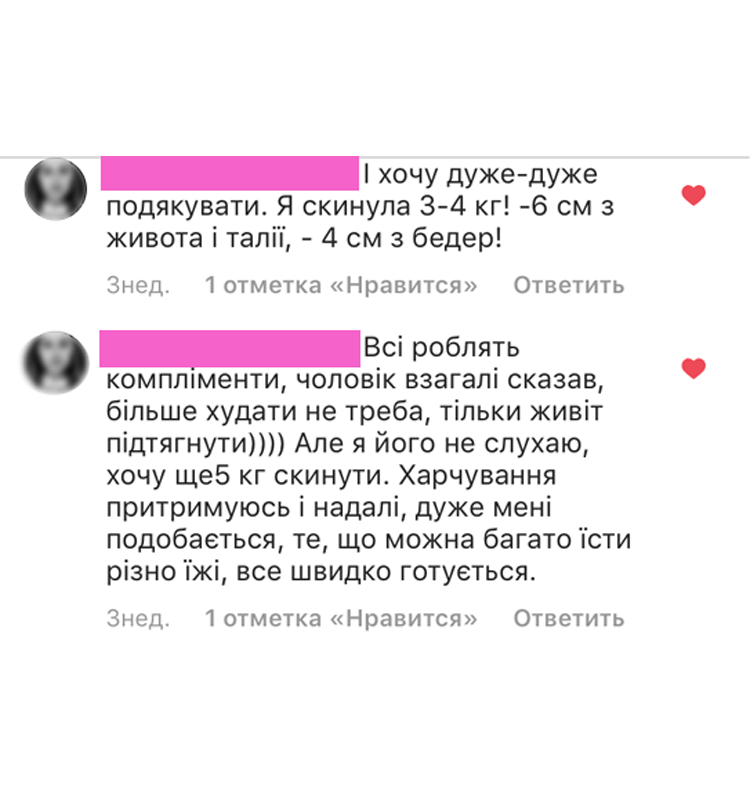 І хочу дуже-дуже
подякувати. Я скинула 3-4 кг! -6 см з
живота і талії, - 4 см з бедер!
3нед. 1 отметка «Нравится» Ответить
Всі роблять
компліменти, чоловік взагалі сказав,
більше худати не треба, тільки живіт
підтягнути)))) Але я його не слухаю,
хочу ще5 кг скинути. Харчування
притримуюсь і надалі, дуже мені
подобається, те, що можна багато їсти
різно їжі, все швидко готується.
3нед. 1 отметка «Нравится» Ответить